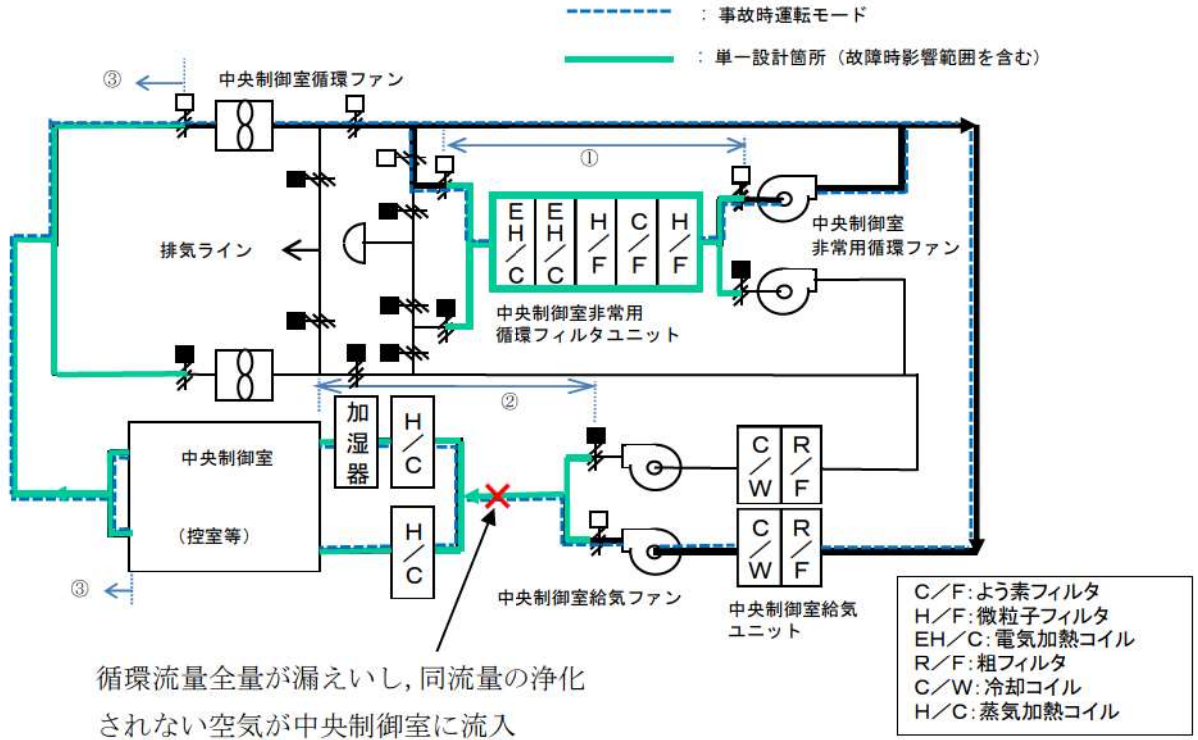 : 事故時運転モード
: 単一設計箇所（故障時影響範囲を含む）
③
中央制御室循環ファン
①
排気ライン
E
H
／
C
E
H
／
C
H
／
F
C
／
F
H
／
F
中央制御室
非常用循環ファン
中央制御室非常用
循環フィルタユニット
②
加
湿
器
H
／
C
中央制御室
（控室等）
H
／
C
C
／
W
R
／
F
C
／
W
R
／
F
③
中央制御室給気ファン
中央制御室給気
ユニット
C／F：よう素フィルタ
H／F：微粒子フィルタ
EH／C：電気加熱コイル
R／F：粗フィルタ
C／W：冷却コイル
H／C：蒸気加熱コイル
循環流量全量が漏えいし，同流量の浄化
されない空気が中央制御室に流入